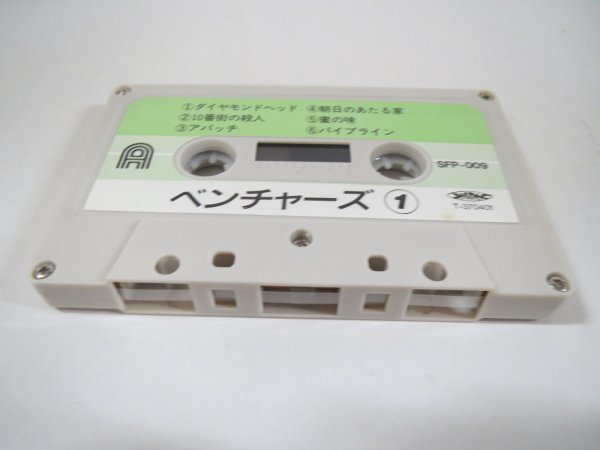 ①ダイヤモンドヘッド ④朝日のあたる家
②10番街の殺人 ⑤蜜の味
③アパッチ ⑥パイプライン
A
SFP-009
ベンチャーズ ①